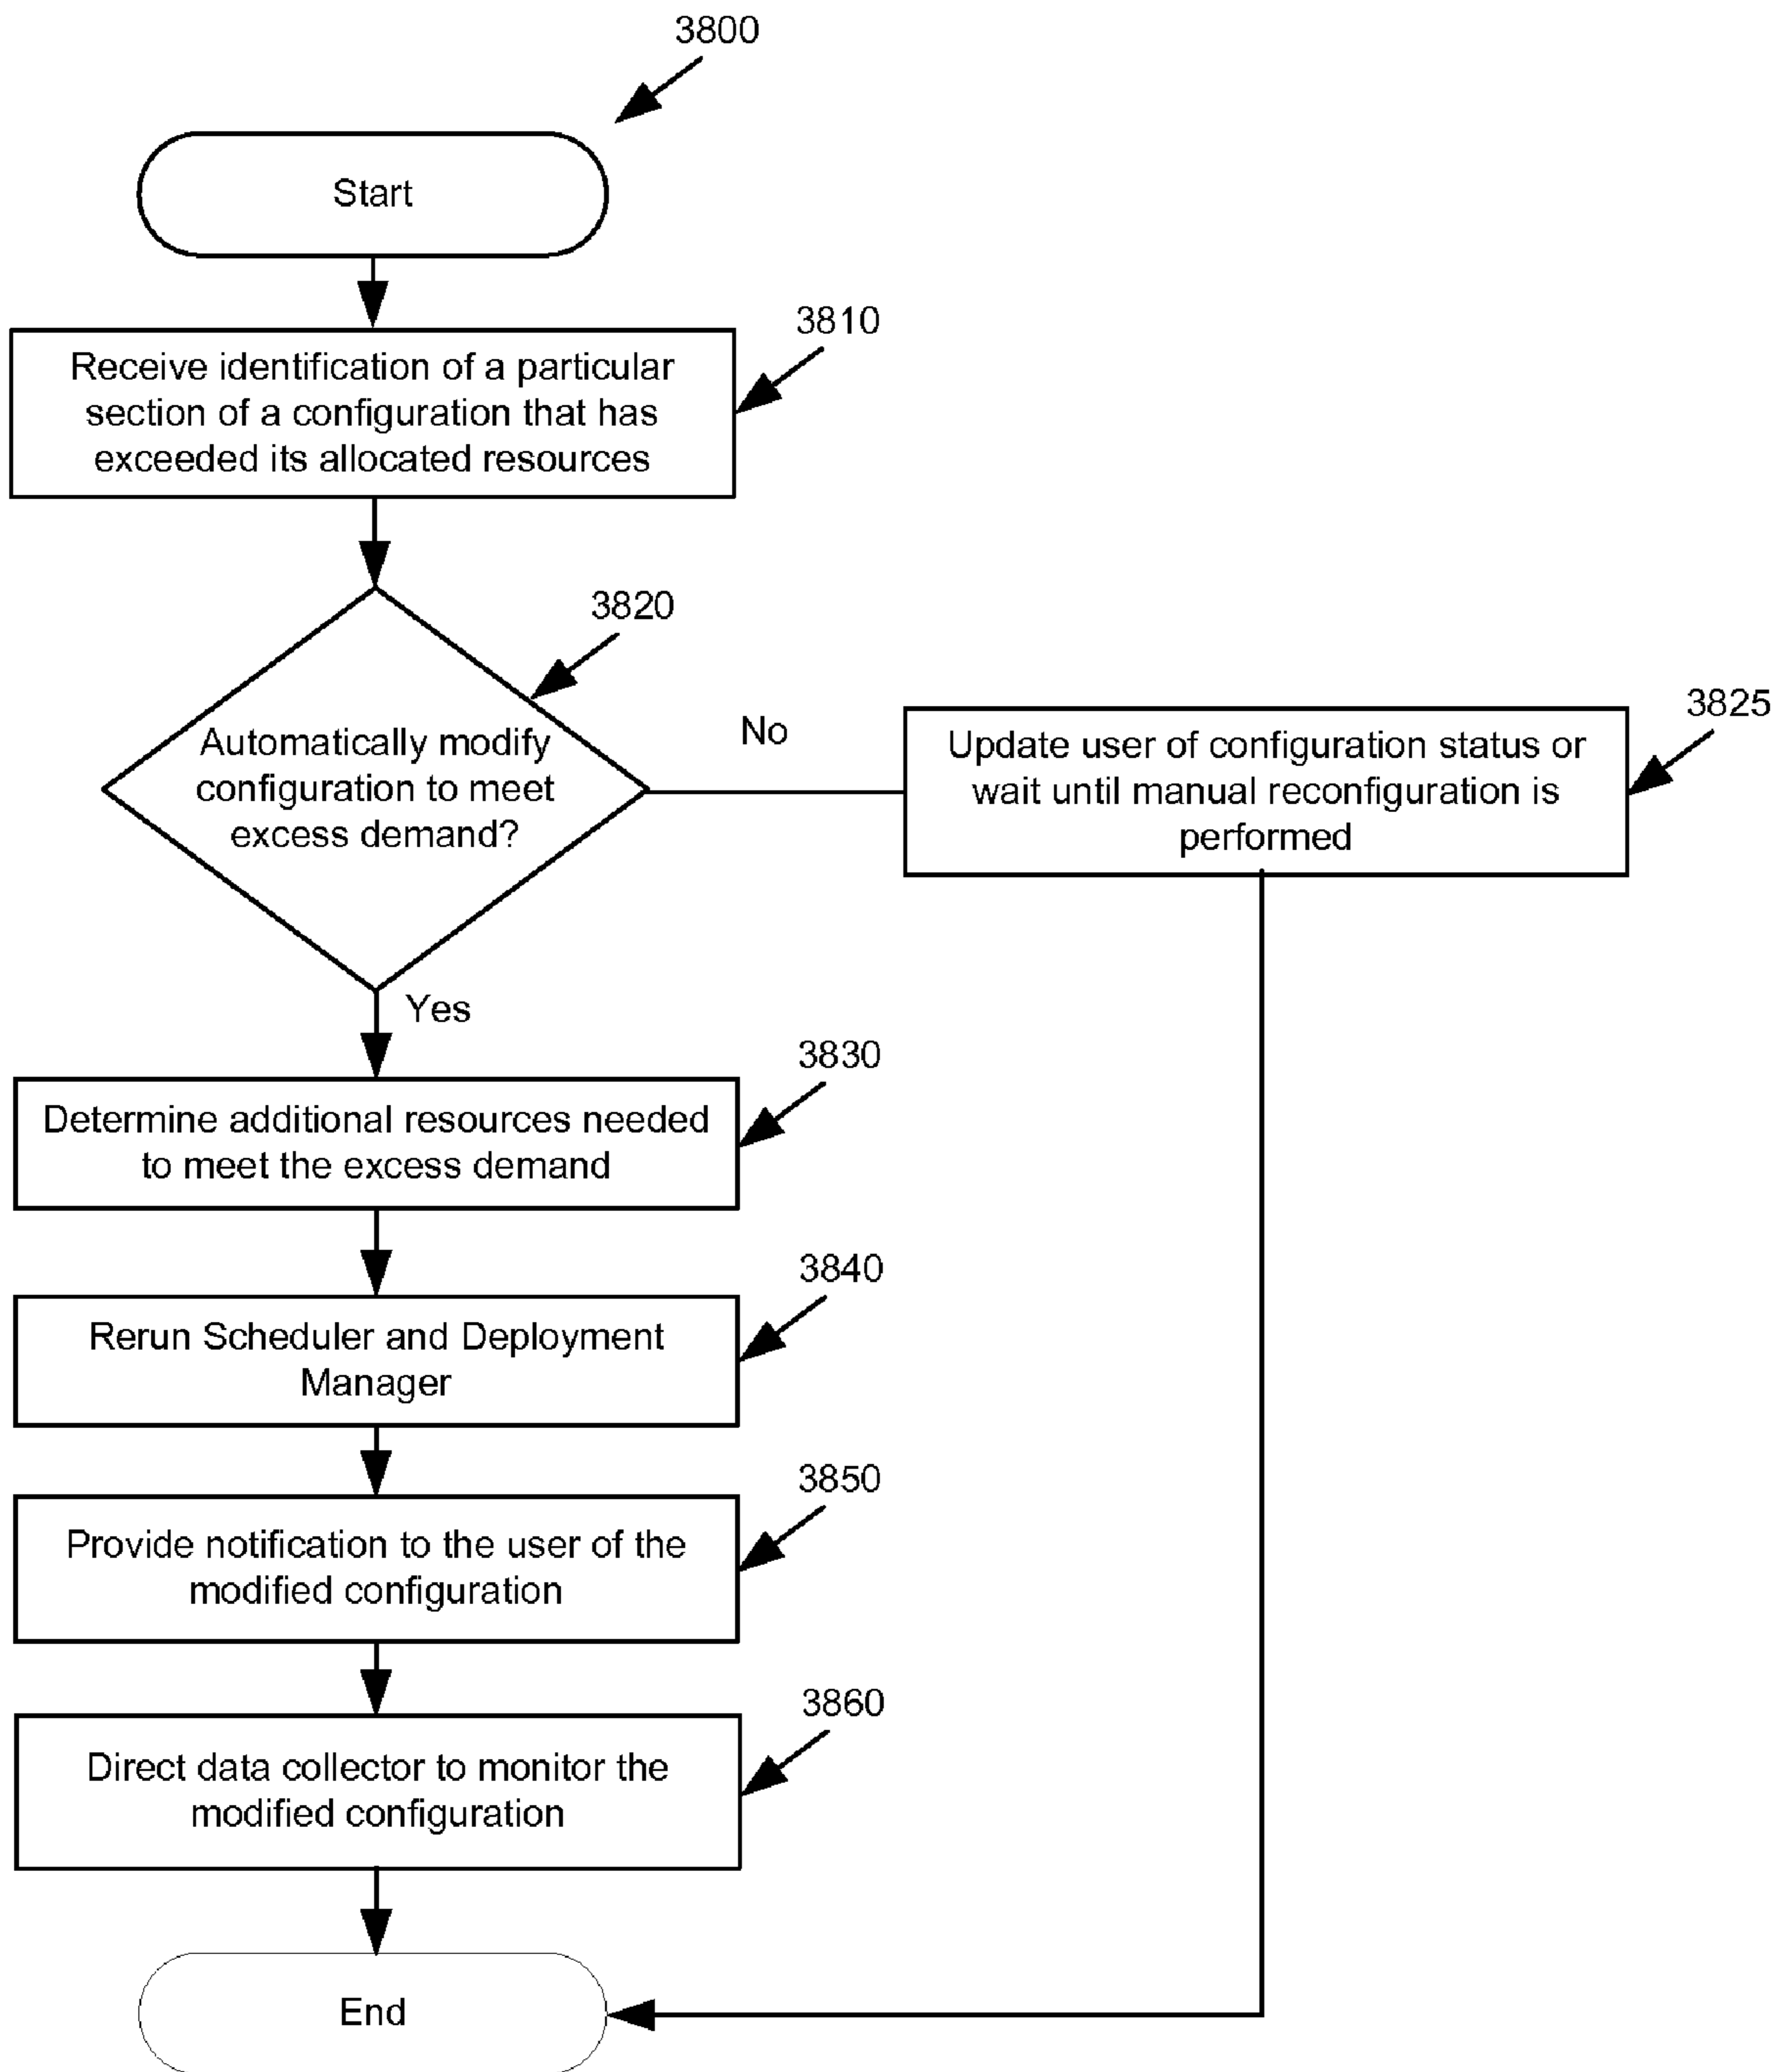 3800
Start
3810
Receive identification of a particular
section of a configuration that has
exceeded its allocated resources
3820
Automatically modify
configuration to meet
excess demand?
No
3825
Update user of configuration status or
wait until manual reconfiguration is
performed
Yes
3830
Determine additional resources needed
to meet the excess demand
3840
Rerun Scheduler and Deployment
Manager
3850
Provide notification to the user of the
modified configuration
3860
Direct data collector to monitor the
modified configuration
End